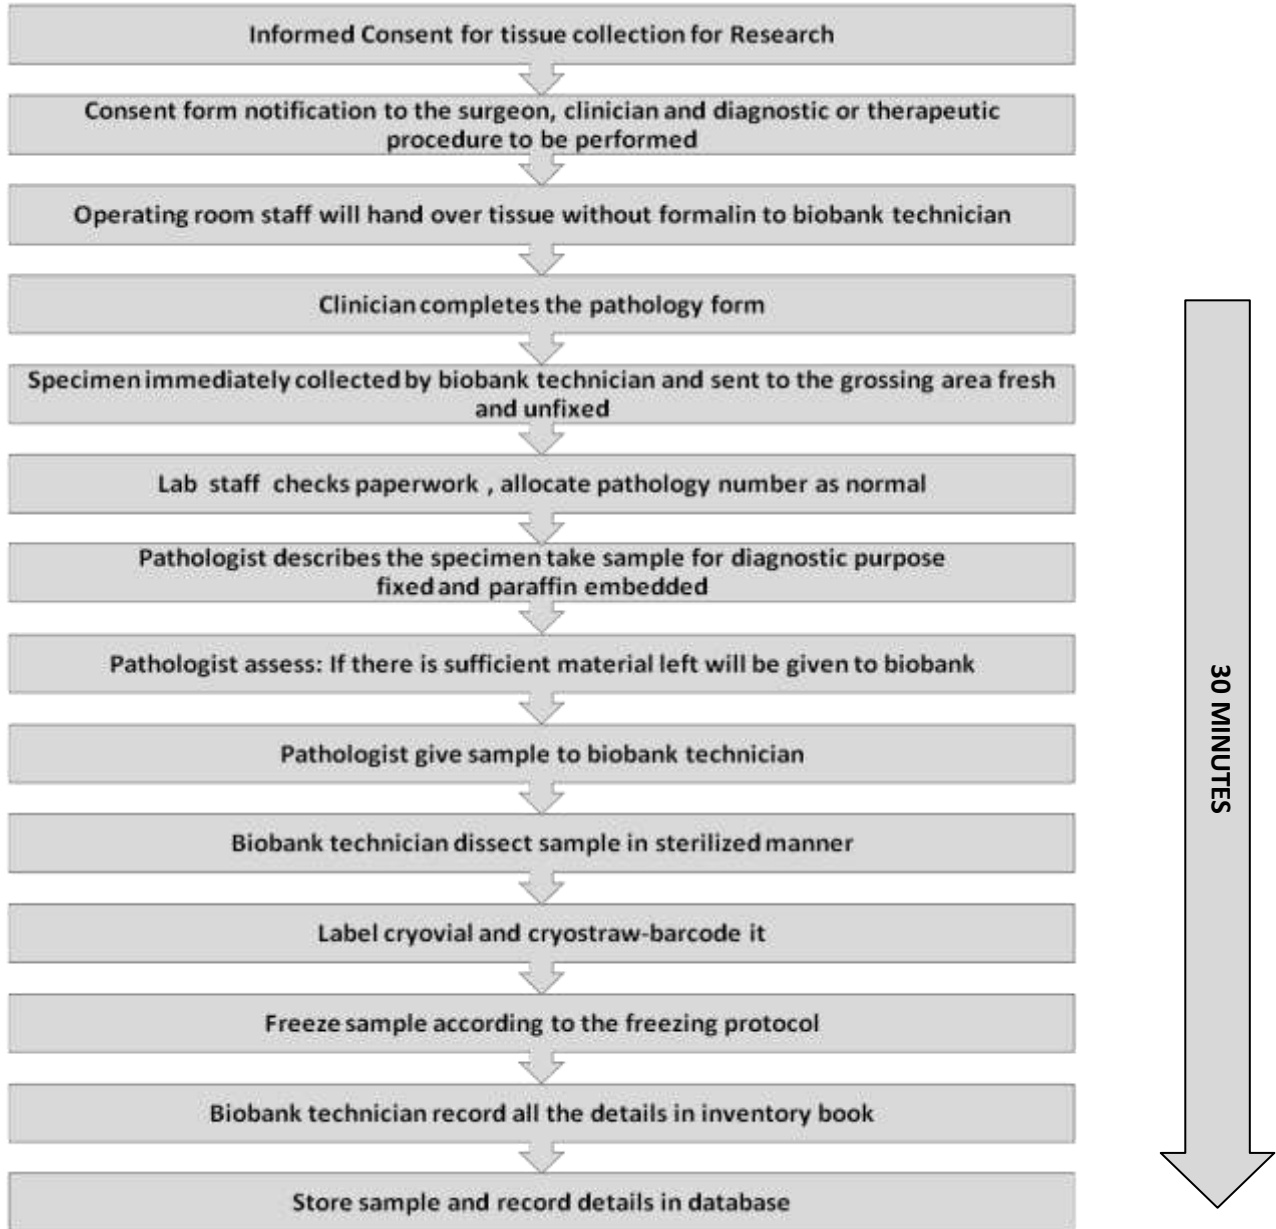 Informed Consent for tissue collection for Research
Consent form notification to the surgeon, clinician and diagnostic or therapeutic
procedure to be performed
Operating room staff will hand over tissue without formalin to biobank technician
Clinician completes the pathology form
Specimen immediately collected by biobank technician and sent to the grossing area fresh
and unfixed
Lab staff checks paperwork , allocate pathology number as normal
Pathologist describes the specimen take sample for diagnostic purpose
fixed and paraffin embedded
Pathologist assess: If there is sufficient material left will be given to biobank
Pathologist give sample to biobank technician
Biobank technician dissect sample in sterilized manner
Label cryovial and cryostraw-barcode it
Freeze sample according to the freezing protocol
Biobank technician record all the details in inventory book
Store sample and record details in database
30 MINUTES